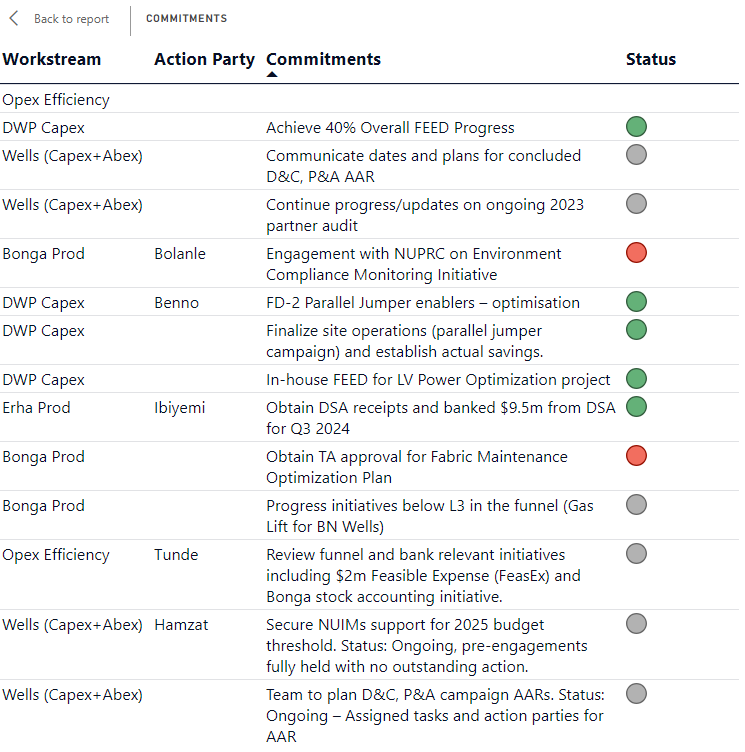 Back to report COMMITMENTS
Workstream Action Party Commitments Status
Opex Efficiency
DWP Capex Achieve 40% Overall FEED Progress
Wells (Capex+Abex) Communicate dates and plans for concluded
D&C, P&A AAR
Wells (Capex+Abex) Continue progress/updates on ongoing 2023
partner audit
Bonga Prod Bolanle Engagement with NUPRC on Environment
Compliance Monitoring Initiative
DWP Capex Benno FD-2 Parallel Jumper enablers – optimisation
DWP Capex Finalize site operations (parallel jumper
campaign) and establish actual savings.
DWP Capex In-house FEED for LV Power Optimization project
Erha Prod Ibiyemi Obtain DSA receipts and banked $9.5m from DSA
for Q3 2024
Bonga Prod Obtain TA approval for Fabric Maintenance
Optimization Plan
Bonga Prod Progress initiatives below L3 in the funnel (Gas
Lift for BN Wells)
Opex Efficiency Tunde Review funnel and bank relevant initiatives
including $2m Feasible Expense (FeasEx) and
Bonga stock accounting initiative.
Wells (Capex+Abex) Hamzat Secure NUIMs support for 2025 budget
threshold. Status: Ongoing, pre-engagements
fully held with no outstanding action.
Wells (Capex+Abex) Team to plan D&C, P&A campaign AARs. Status:
Ongoing – Assigned tasks and action parties for
AAR